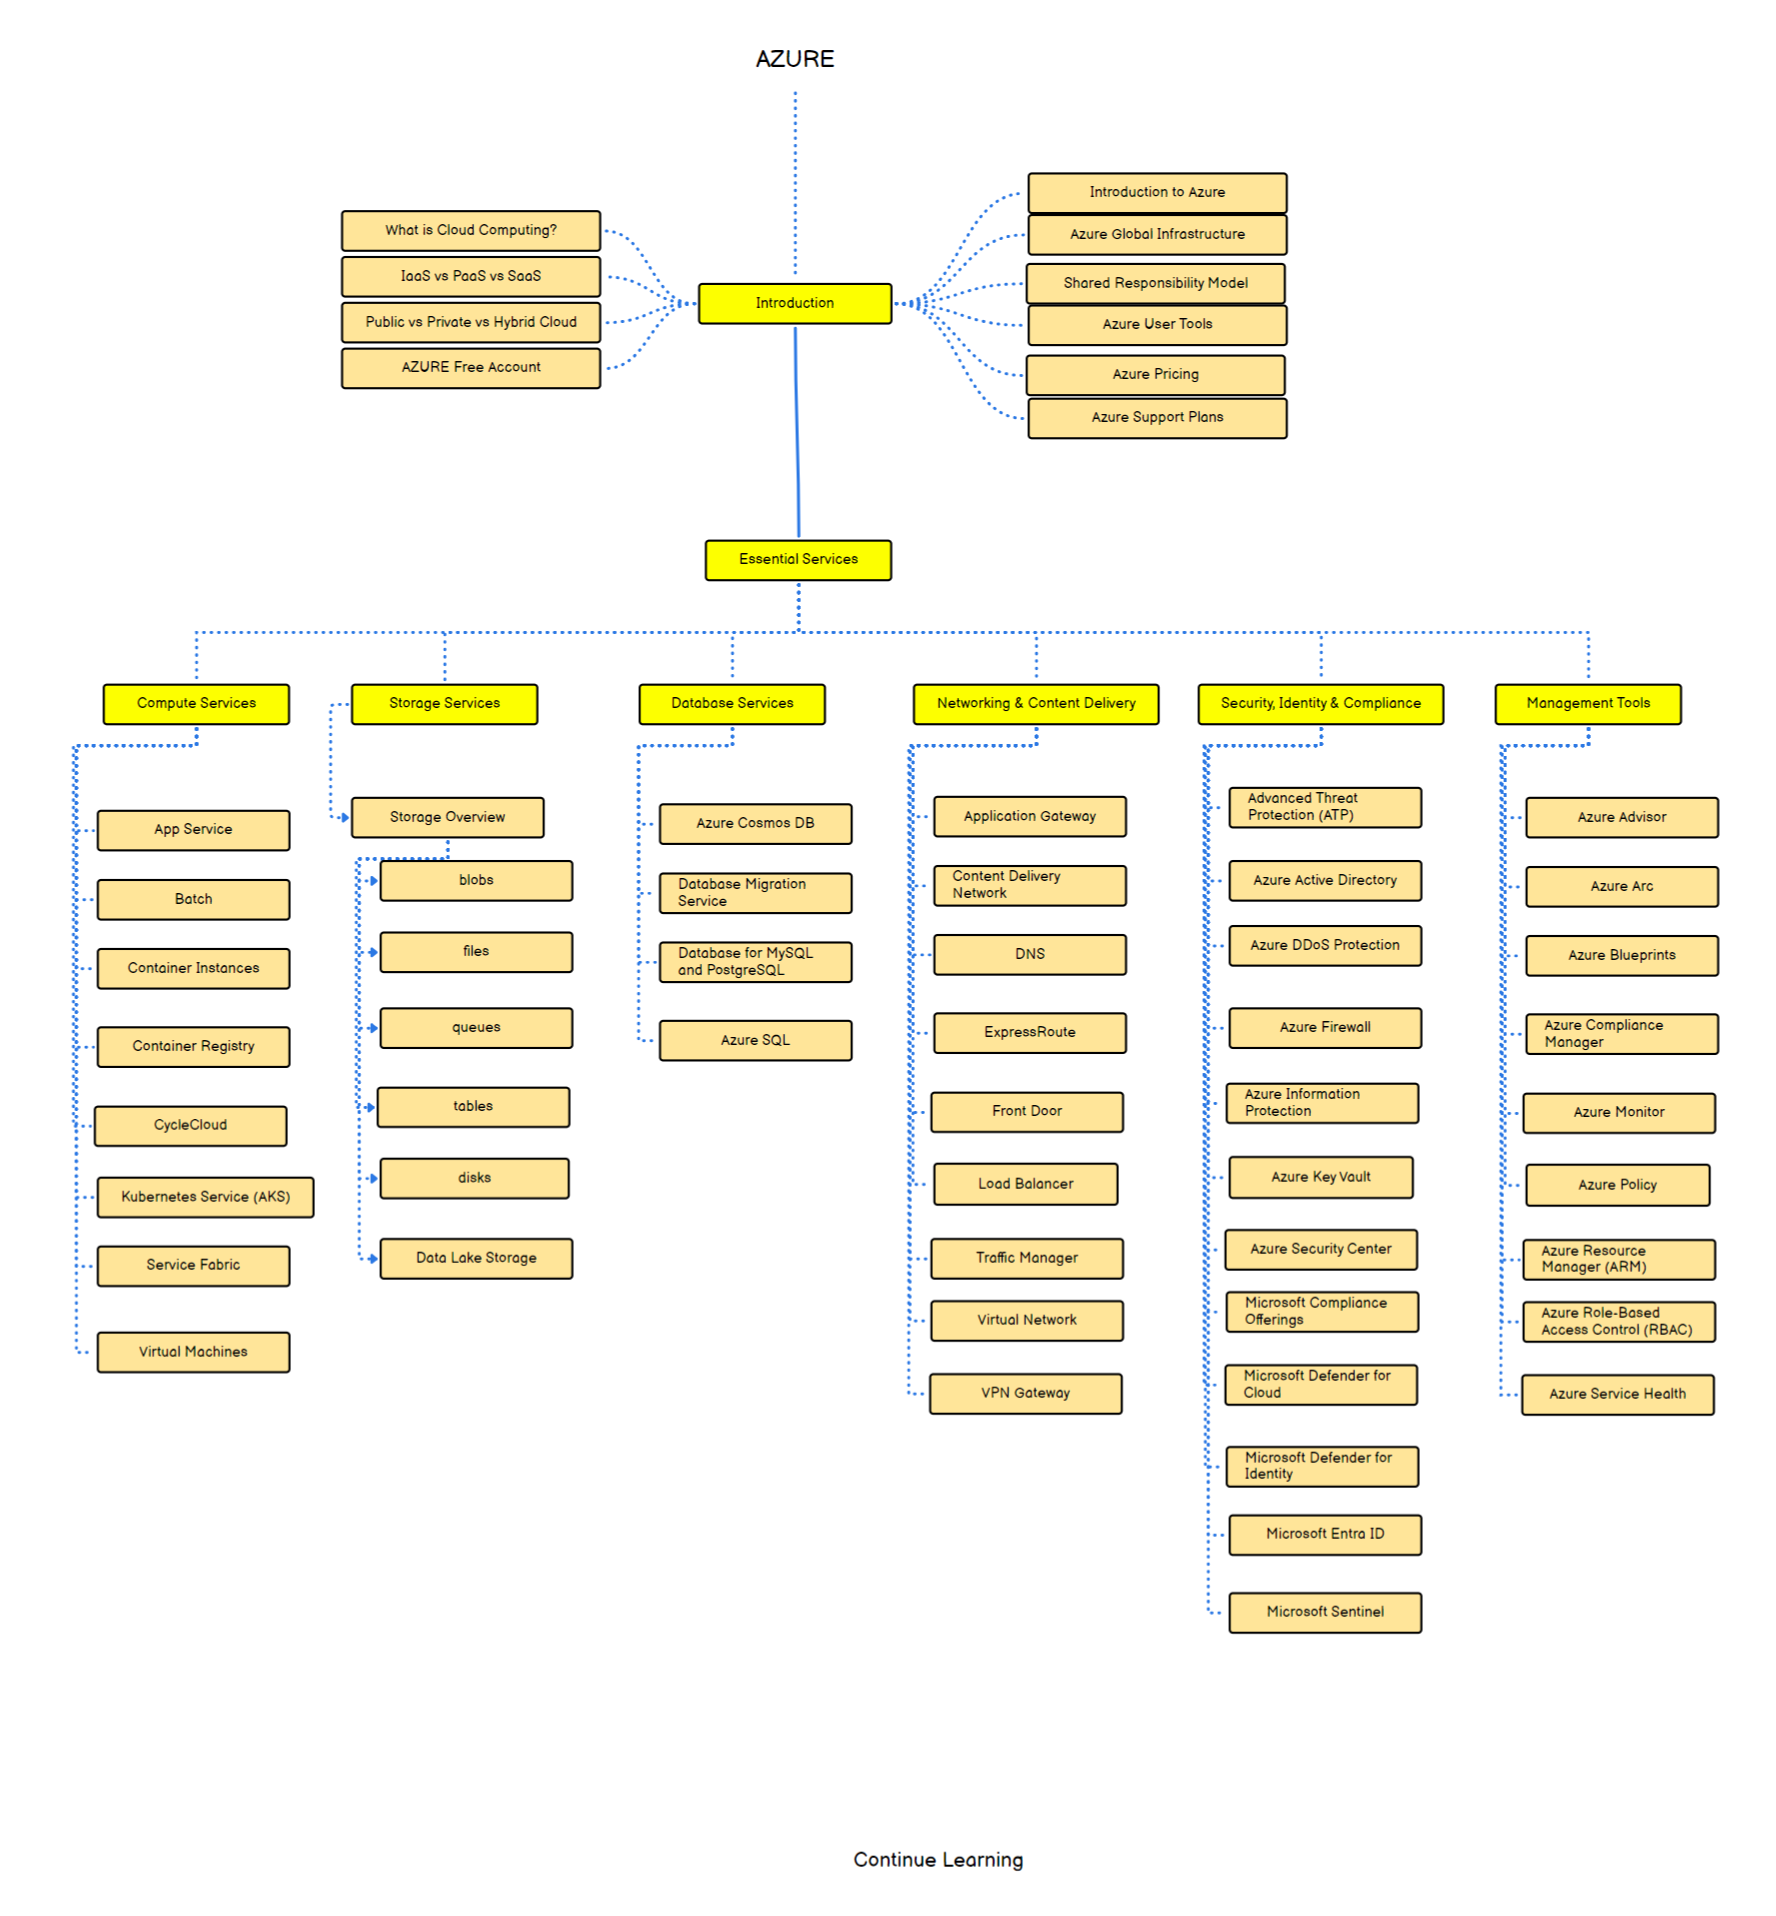 AZURE
What is Cloud Computing?
IaaS vs PaaS vs SaaS
Public vs Private vs Hybrid Cloud
AZURE Free Account
Introduction
Introduction to Azure
Azure Global Infrastructure
Shared Responsibility Model
Azure User Tools
Azure Pricing
Azure Support Plans
Essential Services
Compute Services
App Service
Batch
Container Instances
Container Registry
CycleCloud
Kubernetes Service (AKS)
Service Fabric
Virtual Machines
Storage Services
Storage Overview
blobs
files
queues
tables
disks
Data Lake Storage
Database Services
Azure Cosmos DB
Database Migration
Service
Database for MySQL
and PostgreSQL
Azure SQL
Networking & Content Delivery
Application Gateway
Content Delivery
Network
DNS
ExpressRoute
Front Door
Load Balancer
Traffic Manager
Virtual Network
VPN Gateway
Security, Identity & Compliance
Advanced Threat
Protection (ATP)
Azure Active Directory
Azure DDoS Protection
Azure Firewall
Azure Information
Protection
Azure Key Vault
Azure Security Center
Microsoft Compliance
Offerings
Microsoft Defender for
Cloud
Microsoft Defender for
Identity
Microsoft Entra ID
Microsoft Sentinel
Management Tools
Azure Advisor
Azure Arc
Azure Blueprints
Azure Compliance
Manager
Azure Monitor
Azure Policy
Azure Resource
Manager (ARM)
Azure Role-Based
Access Control (RBAC)
Azure Service Health
Continue Learning